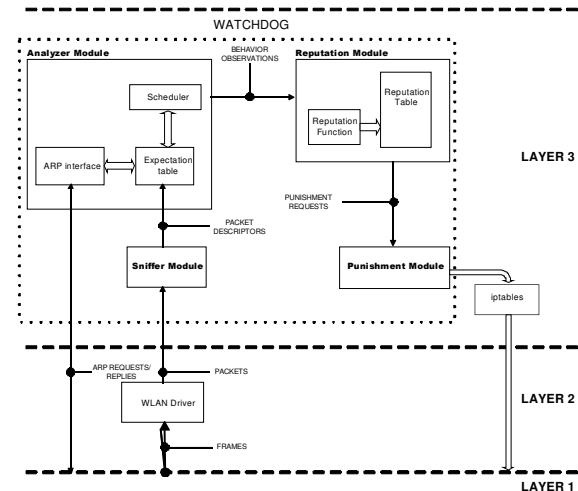 WATCHDOG
Analyzer Module
BEHAVIOR
OBSERVATIONS
Reputation Module
Scheduler
Reputation
Table
Reputation
Function
ARP interface
Expectation
table
LAYER 3
PUNISHMENT
REQUESTS
PACKET
DESCRIPTORS
Sniffer Module
Punishment Module
iptables
ARP REQUESTS/
REPLIES
PACKETS
WLAN Driver
LAYER 2
FRAMES
LAYER 1